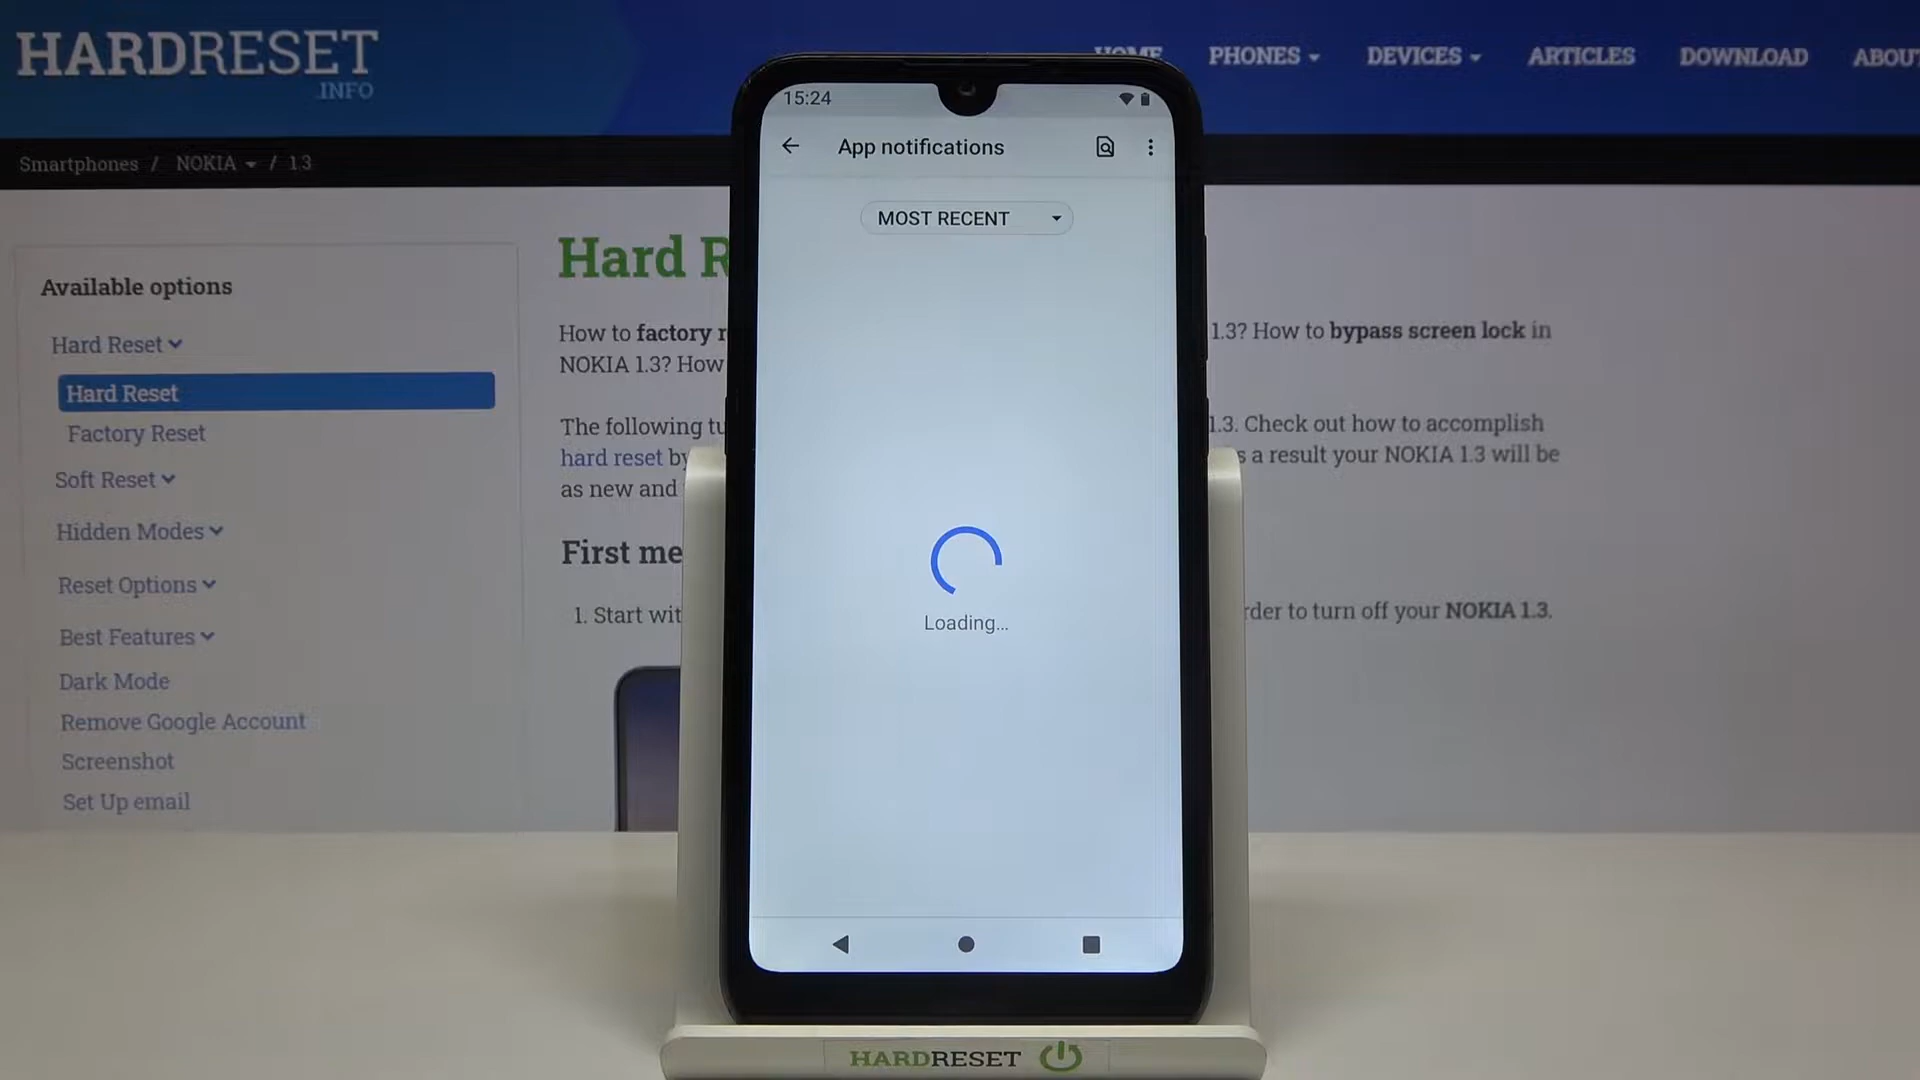 HARDRESET
.INFO
HOME PHONES DEVICES ARTICLES DOWNLOAD ABOUT
Smartphones / NOKIA / 1.3
Available options
Hard Reset
Hard Reset
Factory Reset
Soft Reset
Hidden Modes
Reset Options
Best Features
Dark Mode
Remove Google Account
Screenshot
Set Up email
Hard R
How to factory r 1.3? How to bypass screen lock in
NOKIA 1.3? How
The following tu 1.3. Check out how to accomplish
hard reset by s a result your NOKIA 1.3 will be
as new and
First me
1. Start wit rder to turn off your NOKIA 1.3.
15:24
App notifications
MOST RECENT
Loading...
HARDRESET